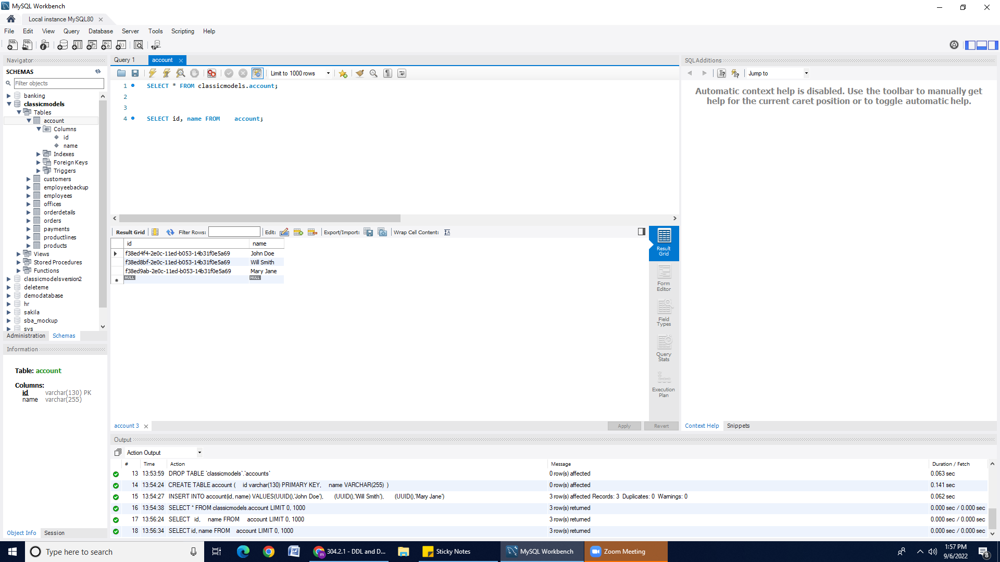 MySQL Workbench
Local instance MySQL80
File Edit View Query Database Server Tools Scripting Help
Navigator
SCHEMAS
Filter objects
banking
classicmodels
Tables
account
Columns
id
name
Indexes
Foreign Keys
Triggers
customers
employeebackup
employees
offices
orderdetails
orders
payments
productlines
products
Views
Stored Procedures
Functions
classicmodelsversion2
deleteme
demodatabase
hr
sakila
sba_mockup
sys
Administration Schemas
Information
Table: account
Columns:
id varchar(130) PK
name varchar(255)
Object Info Session
Query 1 account
Limit to 1000 rows
1 SELECT * FROM classicmodels.account;
2
3
4 SELECT id, name FROM    account;
Result Grid Filter Rows: Edit: Export/Import: Wrap Cell Content:
id name
f38ed4f4-2e0c-11ed-b053-14b31f0e5a69 John Doe
f38ed8bf-2e0c-11ed-b053-14b31f0e5a69 Will Smith
f38ed9ab-2e0c-11ed-b053-14b31f0e5a69 Mary Jane
NULL NULL
Result
Grid
Form
Editor
Field
Types
Query
Stats
Execution
Plan
account 3 Apply Revert
SQLAdditions
Jump to
Automatic context help is disabled. Use the toolbar to manually get
help for the current caret position or to toggle automatic help.
Context Help Snippets
Output
Action Output
# Time Action Message Duration / Fetch
13 13:53:59 DROP TABLE `classicmodels`.`accounts` 0 row(s) affected 0.063 sec
14 13:54:24 CREATE TABLE account (     id varchar(130) PRIMARY KEY,     name VARCHAR(255)  ) 0 row(s) affected 0.141 sec
15 13:54:27 INSERT INTO account(id, name) VALUES(UUID(),'John Doe'),       (UUID(),'Will Smith'),       (UUID(),'Mary Jane') 3 row(s) affected Records: 3  Duplicates: 0  Warnings: 0 0.062 sec
16 13:54:38 SELECT * FROM classicmodels.account LIMIT 0, 1000 3 row(s) returned 0.000 sec / 0.000 sec
17 13:56:24 SELECT   id,     name FROM     account LIMIT 0, 1000 3 row(s) returned 0.000 sec / 0.000 sec
18 13:56:34 SELECT id, name FROM    account LIMIT 0, 1000 3 row(s) returned 0.000 sec / 0.000 sec
Type here to search
304.2.1 - DDL and D...
Sticky Notes
MySQL Workbench
Zoom Meeting
1:57 PM
9/6/2022
8